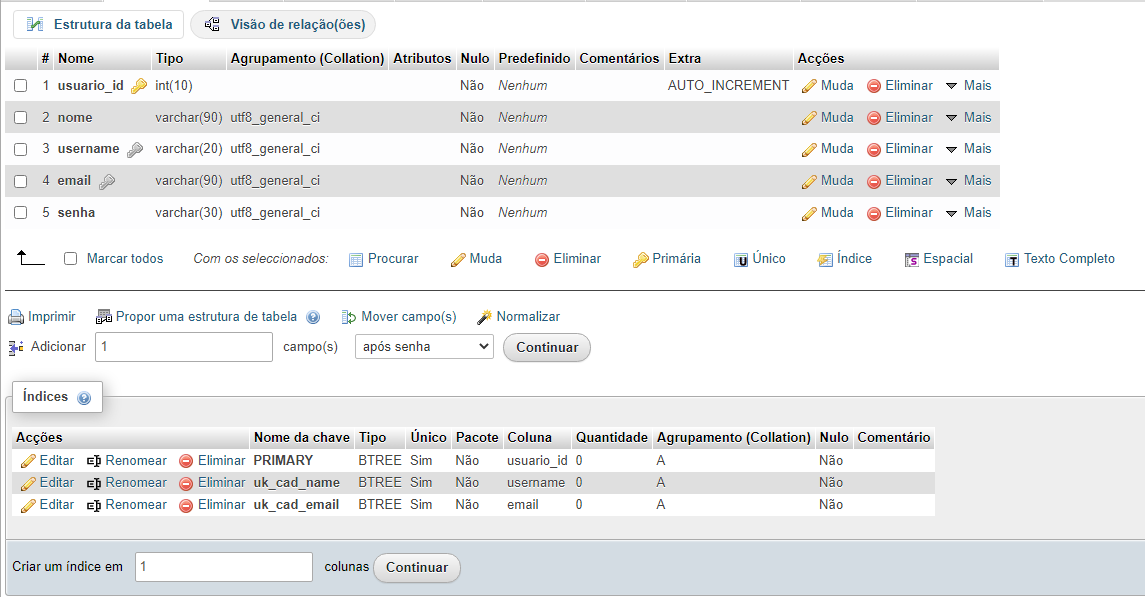 Estrutura da tabela Visão de relação(ões)
# Nome Tipo Agrupamento (Collation) Atributos Nulo Predefinido Comentários Extra Acções
1 usuario_id int(10) Não Nenhum AUTO_INCREMENT Muda Eliminar Mais
2 nome varchar(90) utf8_general_ci Não Nenhum Muda Eliminar Mais
3 username varchar(20) utf8_general_ci Não Nenhum Muda Eliminar Mais
4 email varchar(90) utf8_general_ci Não Nenhum Muda Eliminar Mais
5 senha varchar(30) utf8_general_ci Não Nenhum Muda Eliminar Mais
Marcar todos Com os seleccionados: Procurar Muda Eliminar Primária Único Índice Espacial Texto Completo
Imprimir Propor uma estrutura de tabela Mover campo(s) Normalizar
Adicionar 1 campo(s) após senha Continuar
Índices
Acções Nome da chave Tipo Único Pacote Coluna Quantidade Agrupamento (Collation) Nulo Comentário
Editar Renomear Eliminar PRIMARY BTREE Sim Não usuario_id 0 A Não
Editar Renomear Eliminar uk_cad_name BTREE Sim Não username 0 A Não
Editar Renomear Eliminar uk_cad_email BTREE Sim Não email 0 A Não
Criar um índice em 1 colunas Continuar